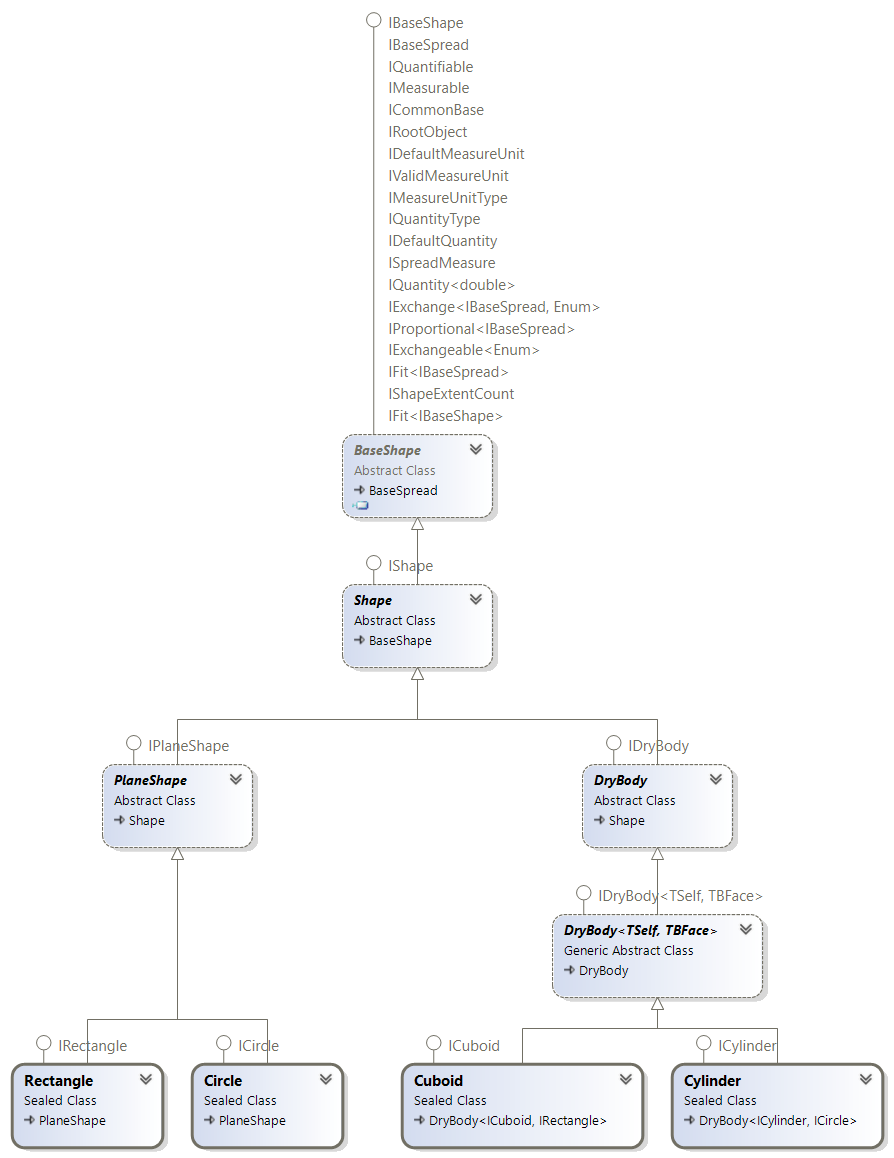 IBaseShape
IBaseSpread
IQuantifiable
IMeasurable
ICommonBase
IRootObject
IDefaultMeasureUnit
IValidMeasureUnit
IMeasureUnitType
IQuantityType
IDefaultQuantity
ISpreadMeasure
IQuantity<double>
IExchange<IBaseSpread, Enum>
IProportional<IBaseSpread>
IExchangeable<Enum>
IFit<IBaseSpread>
IShapeExtentCount
IFit<IBaseShape>
BaseShape
Abstract Class
BaseSpread
IShape
Shape
Abstract Class
BaseShape
IPlaneShape
PlaneShape
Abstract Class
Shape
IDryBody
DryBody
Abstract Class
Shape
IDryBody<TSelf, TBFace>
DryBody<TSelf, TBFace>
Generic Abstract Class
DryBody
IRectangle
Rectangle
Sealed Class
PlaneShape
ICircle
Circle
Sealed Class
PlaneShape
ICuboid
Cuboid
Sealed Class
DryBody<ICuboid, IRectangle>
ICylinder
Cylinder
Sealed Class
DryBody<ICylinder, ICircle>